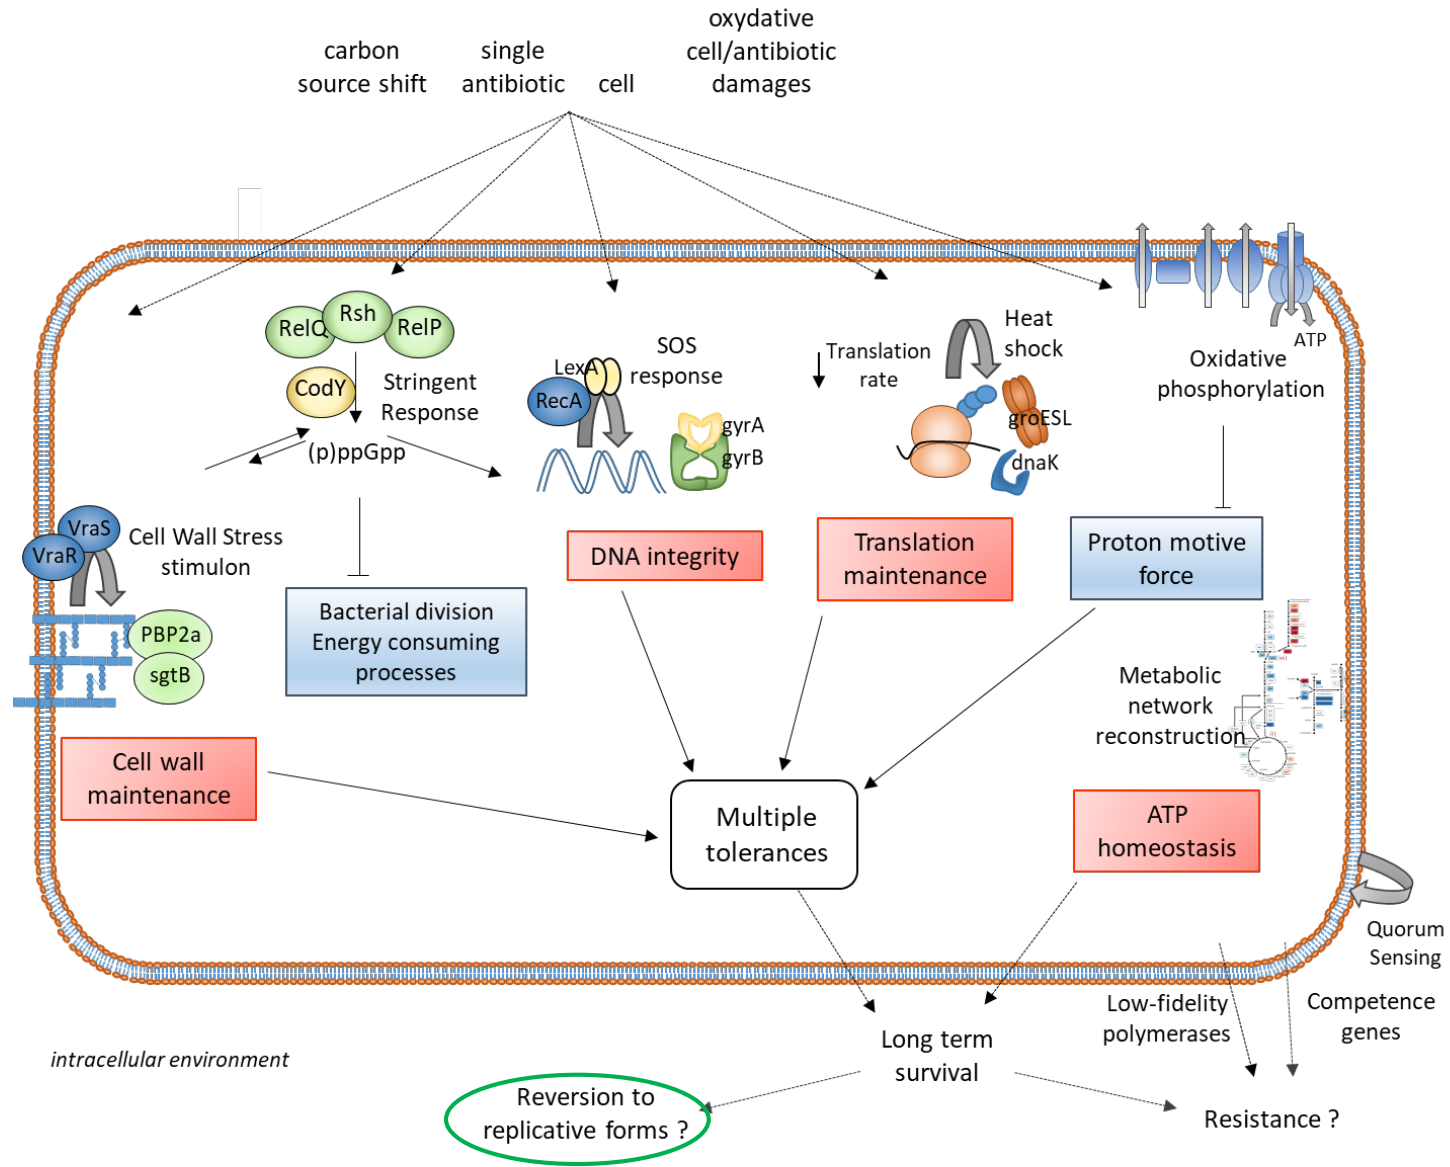 oxydative
carbon single cell/antibiotic
source shift antibiotic cell damages
RelQ Rsh RelP
CodY
Stringent
Response
(p)ppGpp
LexA
RecA
SOS
response
gyrA
gyrB
Translation
rate
Heat
shock
groESL
dnaK
ATP
Oxidative
phosphorylation
VraS
VraR
Cell Wall Stress
stimulon
PBP2a
sgtB
Bacterial division
Energy consuming
processes
DNA integrity
Translation
maintenance
Proton motive
force
Metabolic
network
reconstruction
Cell wall
maintenance
Multiple
tolerances
ATP
homeostasis
Quorum
Sensing
Low-fidelity
polymerases
Competence
genes
intracellular environment
Long term
survival
Reversion to
replicative forms ?
Resistance ?